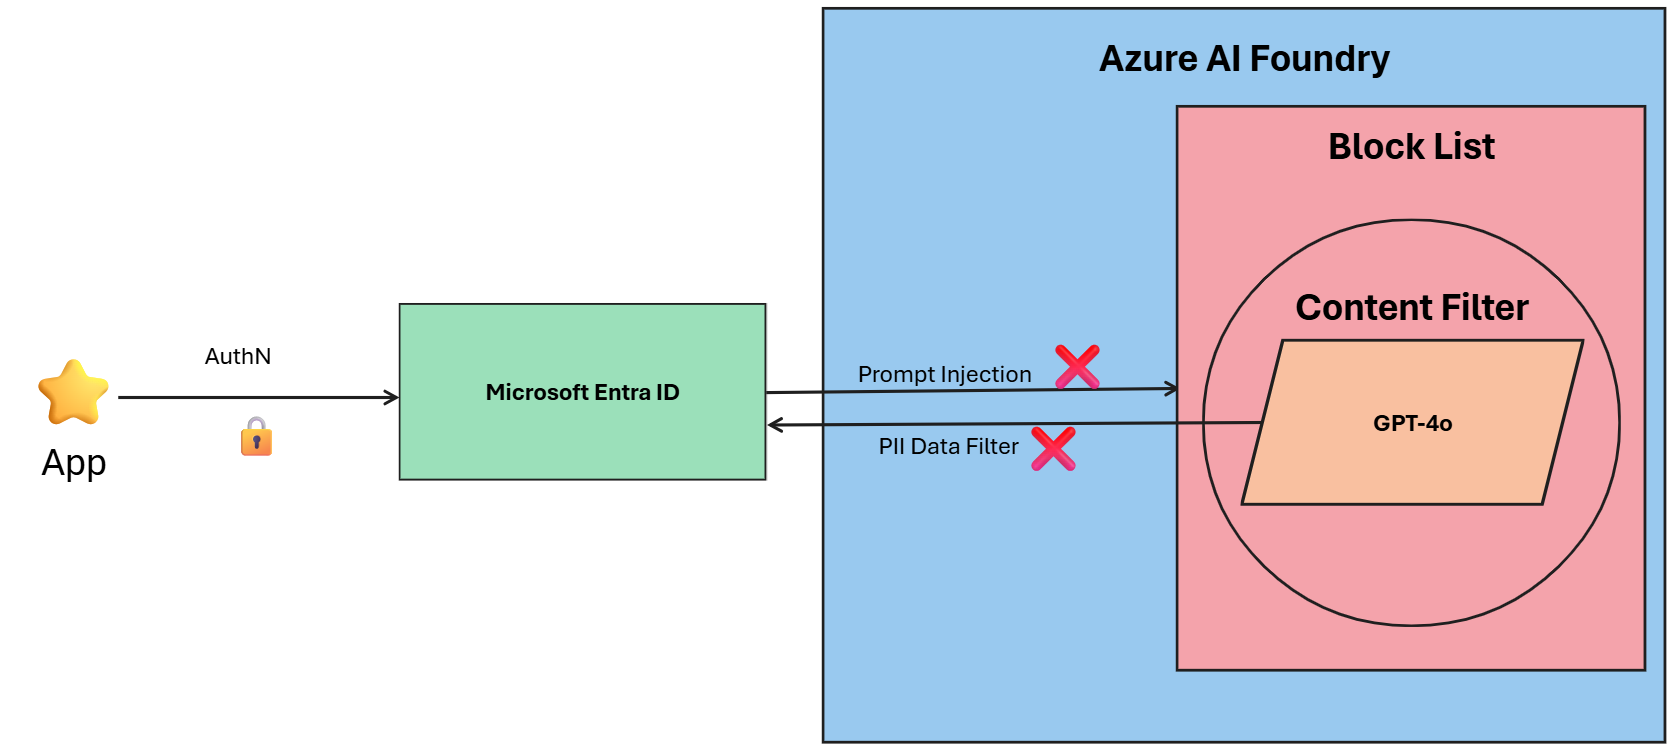 Azure AI Foundry
Block List
Content Filter
AuthN
Microsoft Entra ID
Prompt Injection
GPT-4o
PII Data Filter
App